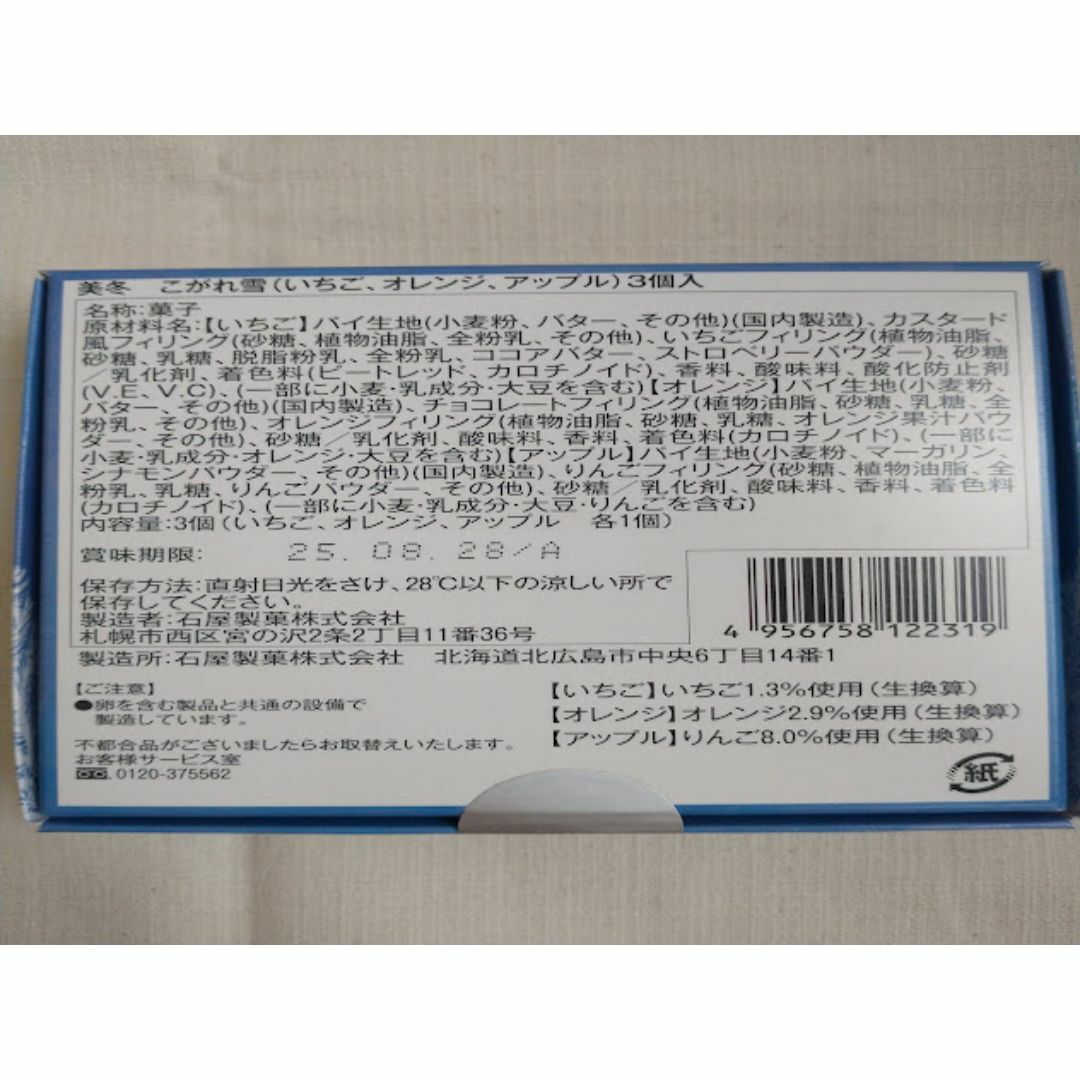 美冬　こがれ雪(いちご、オレンジ、アップル)3個入
名称:菓子
原材料名:【いちご】パイ生地(小麦粉、バター、その他)(国内製造)、カスタード
風フィリング(砂糖、植物油脂、全粉乳、その他)、いちごフィリング(植物油脂、
砂糖、乳糖、脱脂粉乳、全粉乳、ココアバター、ストロベリーパウダー)、砂糖
/乳化剤、着色料(ビートレッド、カロチノイド)、香料、酸味料、酸化防止剤
(V.E、V.C)、(一部に小麦・乳成分・大豆を含む)【オレンジ】パイ生地(小麦粉、
バター、その他)(国内製造)、チョコレートフィリング(植物油脂、砂糖、乳糖、全
粉乳、その他)、オレンジフィリング(植物油脂、砂糖、乳糖、オレンジ果汁パウ
ダー、その他)、砂糖/乳化剤、酸味料、香料、着色料(カロチノイド)、(一部に
小麦・乳成分・オレンジ・大豆を含む)【アップル】パイ生地(小麦粉、マーガリン、
シナモンパウダー、その他)(国内製造)、りんごフィリング(砂糖、植物油脂、全
粉乳、乳糖、りんごパウダー、その他)、砂糖/乳化剤、酸味料、香料、着色料
(カロチノイド)、(一部に小麦・乳成分・大豆・りんごを含む)
内容量:3個(いちご、オレンジ、アップル　各1個)
賞味期限: 25.08.28/A
保存方法:直射日光をさけ、28℃以下の涼しい所で
保存してください。
製造者:石屋製菓株式会社
札幌市西区宮の沢2条2丁目11番36号
4 956758 122319
製造所:石屋製菓株式会社　北海道北広島市中央6丁目14番1
【ご注意】
●卵を含む製品と共通の設備で
製造しています。
不都合品がございましたらお取替えいたします。
お客様サービス室
0120-375562
【いちご】いちご1.3%使用(生換算)
【オレンジ】オレンジ2.9%使用(生換算)
【アップル】りんご8.0%使用(生換算)
紙